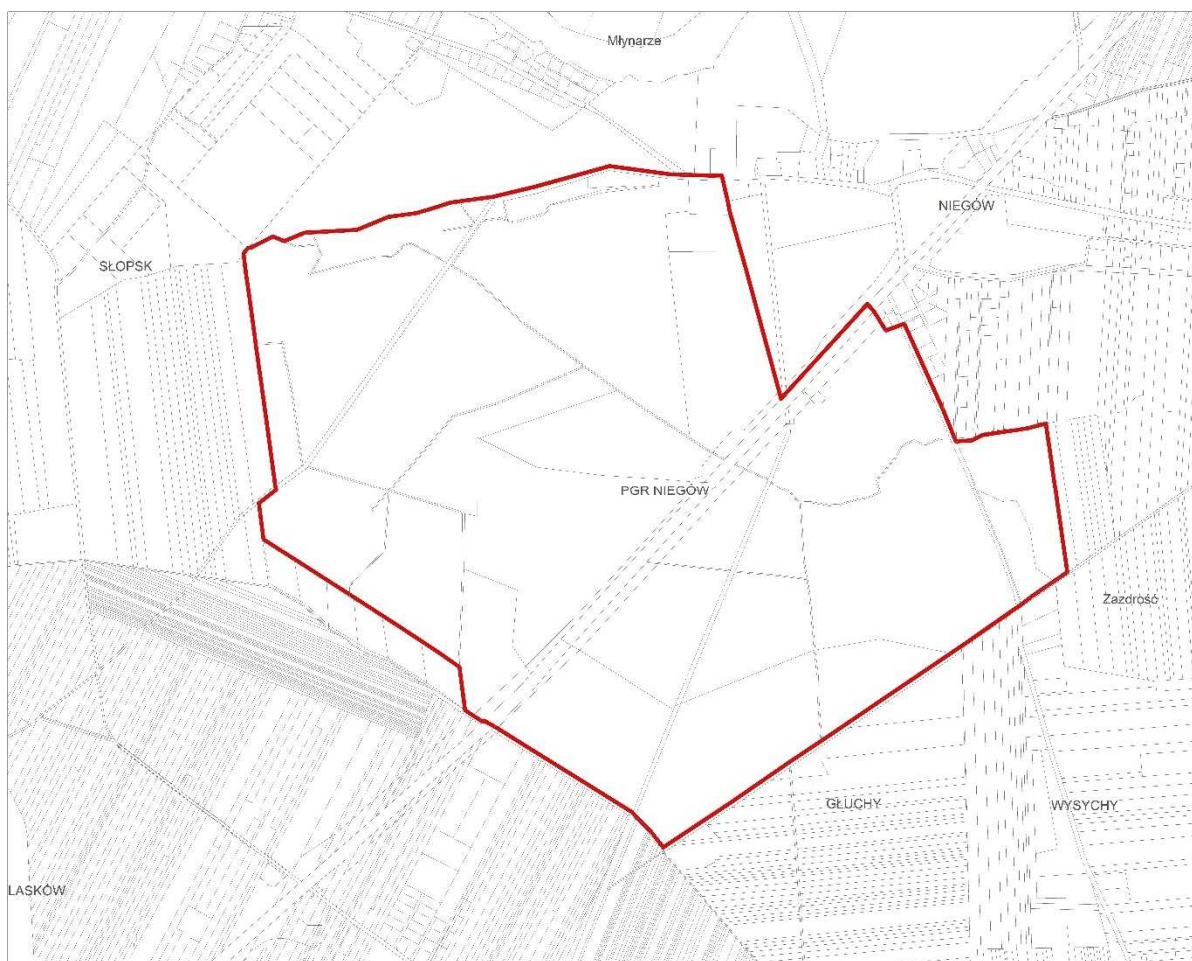 Młynarze
NIEGÓW
SŁOPSK
PGR NIEGÓW
Zazdrość
GŁUCHY
WYSYCHY
LASKÓW